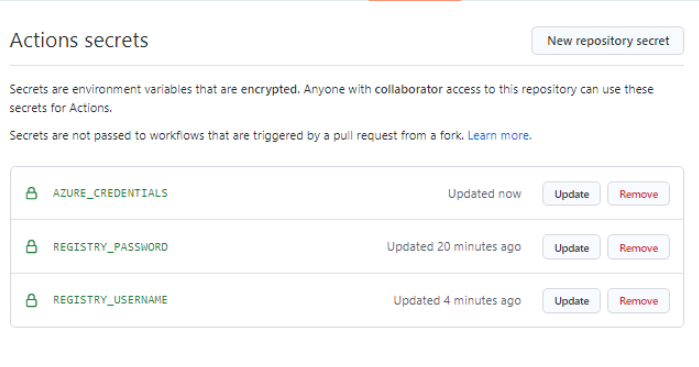 Actions secrets
New repository secret
Secrets are environment variables that are encrypted. Anyone with collaborator access to this repository can use these
secrets for Actions.
Secrets are not passed to workflows that are triggered by a pull request from a fork. Learn more.
AZURE_CREDENTIALS Updated now Update Remove
REGISTRY_PASSWORD Updated 20 minutes ago Update Remove
REGISTRY_USERNAME Updated 4 minutes ago Update Remove